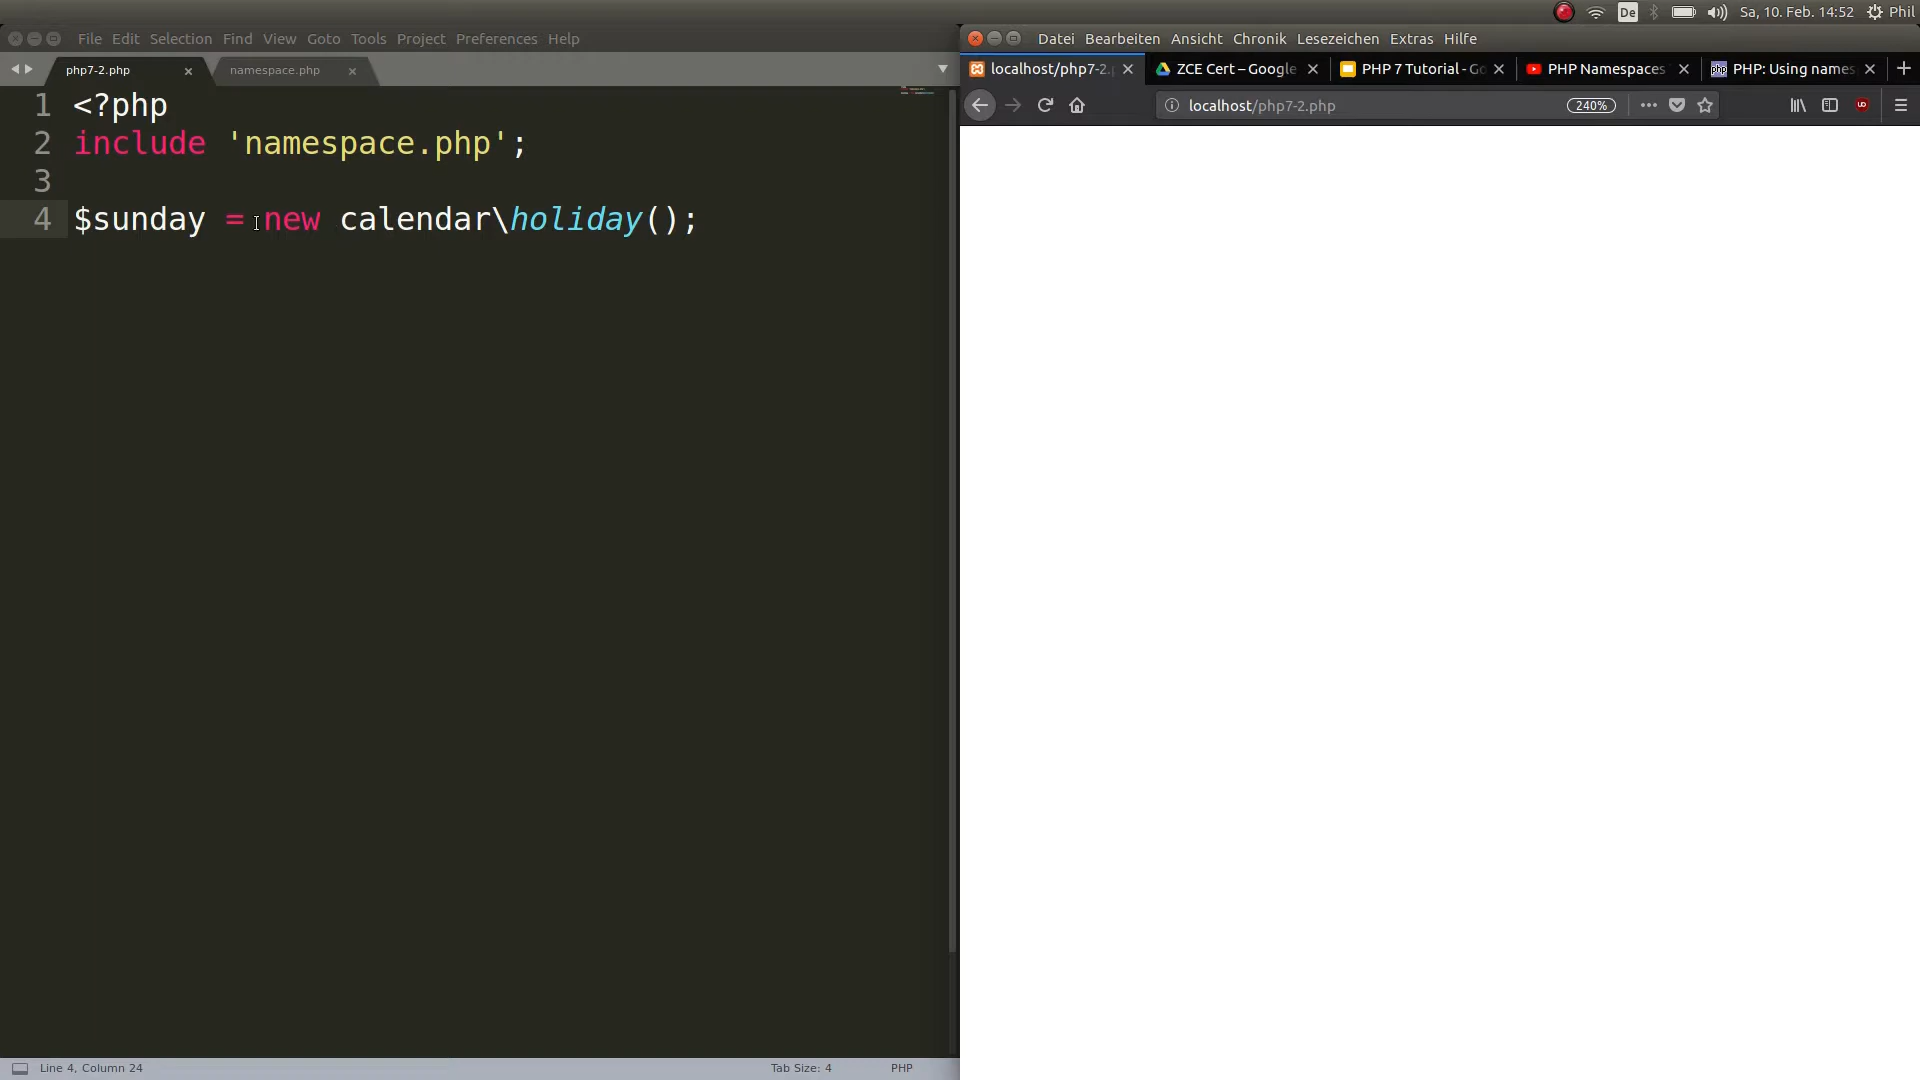 De Sa, 10. Feb. 14:52 Phil
File Edit Selection Find View Goto Tools Project Preferences Help
php7-2.php namespace.php
1 <?php
2 include 'namespace.php';
3
4 $sunday = new calendar\holiday();
Line 4, Column 24 Tab Size: 4 PHP
Datei Bearbeiten Ansicht Chronik Lesezeichen Extras Hilfe
localhost/php7-2. ZCE Cert – Google PHP 7 Tutorial - Go PHP Namespaces php PHP: Using names
localhost/php7-2.php 240%